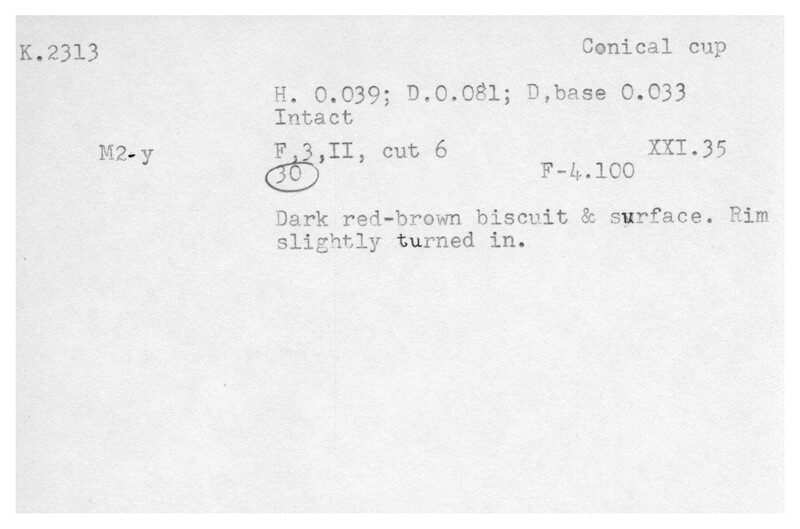 K.2313 Conical cup
H. 0.039; D.0.081; D,base 0.033
Intact
M2-y F,3,II, cut 6 XXI.35
30 F-4.100
Dark red-brown biscuit & surface. Rim
slightly turned in.